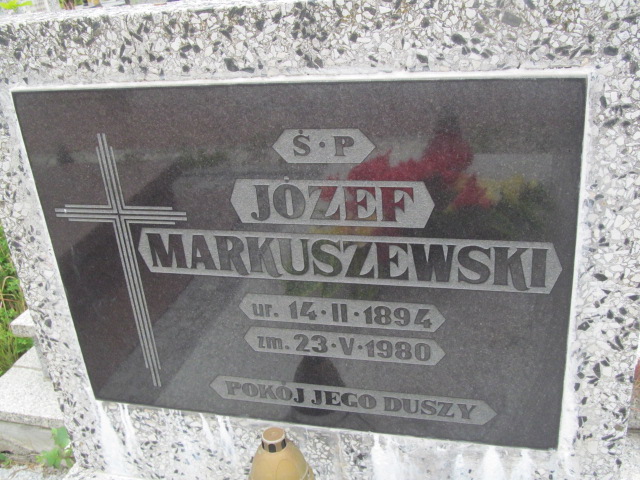 Ś·P
JÓZEF
MARKUSZEWSKI
ur. 14·II·1894
zm. 23·V·1980
POKÓJ JEGO DUSZY